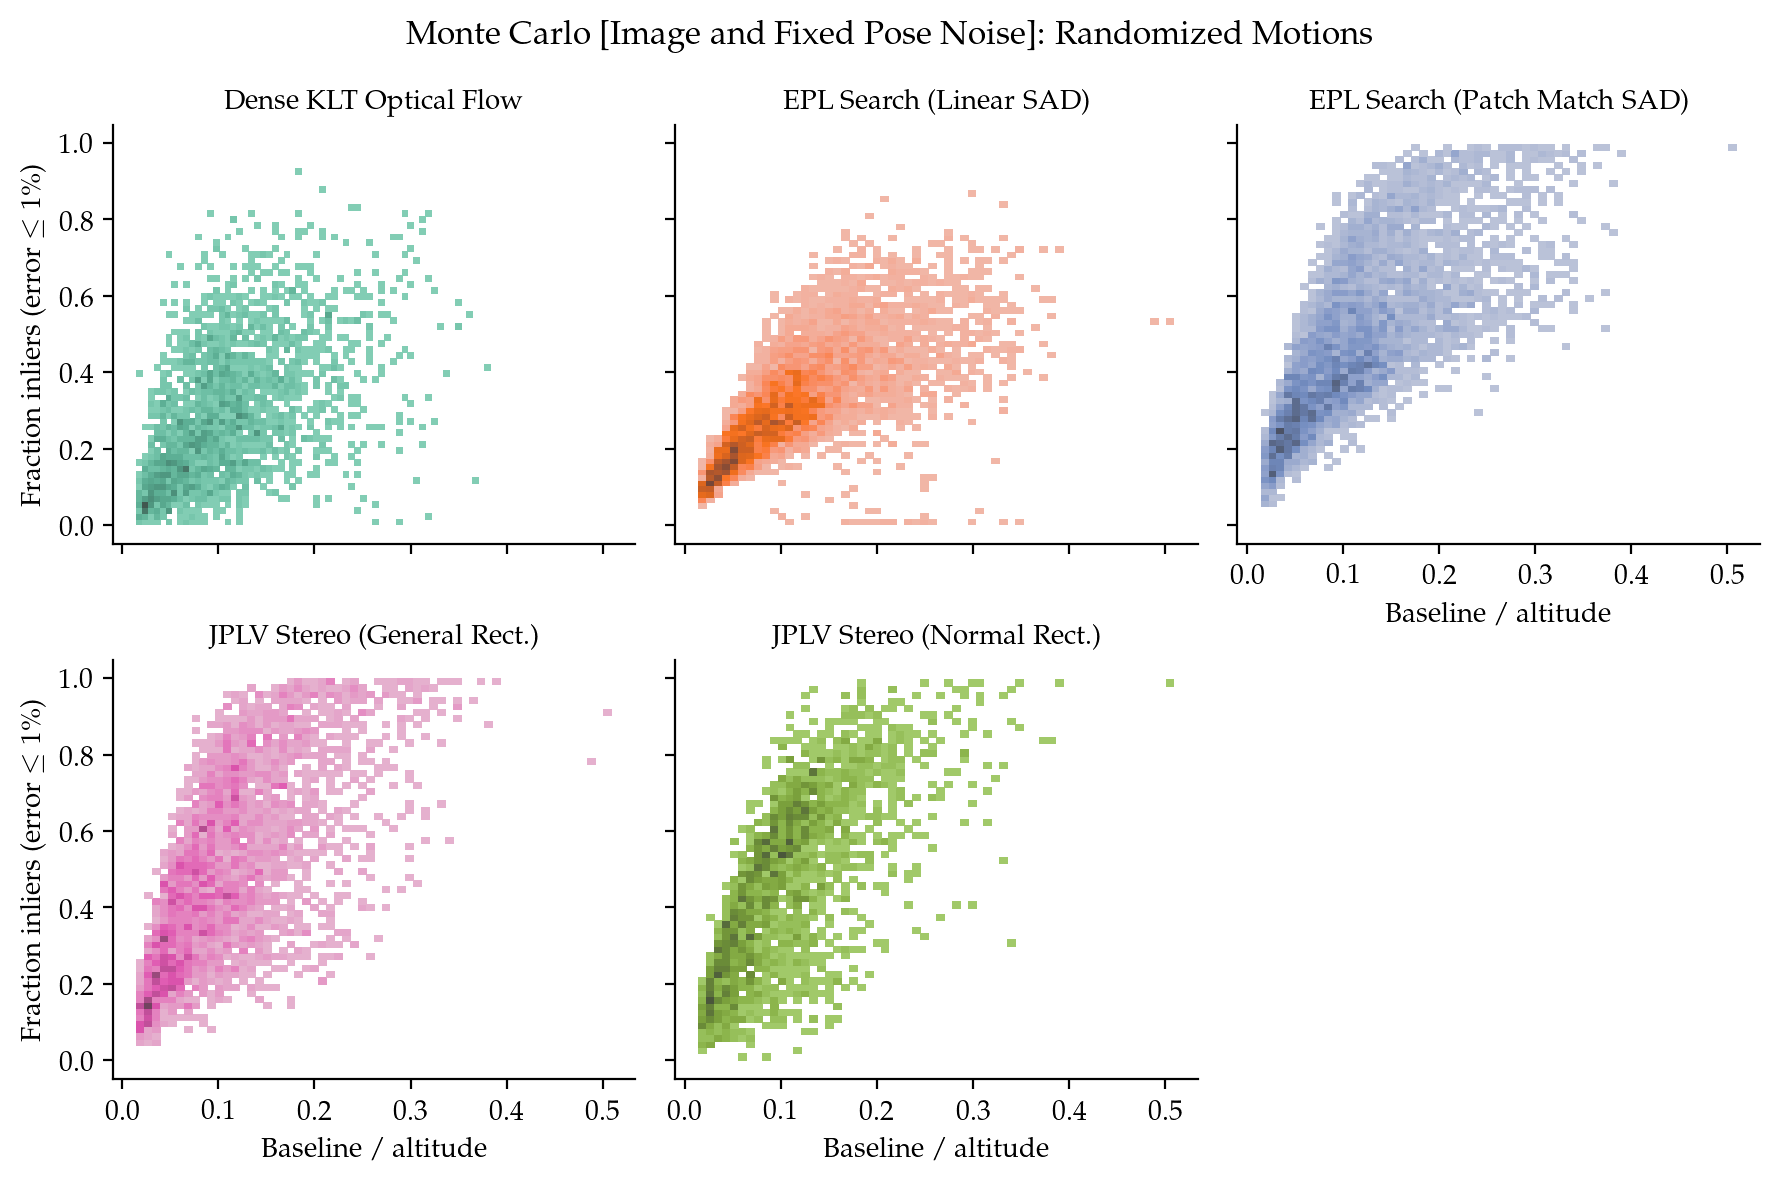 Monte Carlo [Image and Fixed Pose Noise]: Randomized Motions
Dense KLT Optical Flow
EPL Search (Linear SAD)
EPL Search (Patch Match SAD)
Fraction inliers (error ≤ 1%)
1.0
0.8
0.6
0.4
0.2
0.0
0.0 0.1 0.2 0.3 0.4 0.5
Baseline / altitude
JPLV Stereo (General Rect.)
JPLV Stereo (Normal Rect.)
Fraction inliers (error ≤ 1%)
1.0
0.8
0.6
0.4
0.2
0.0
0.0 0.1 0.2 0.3 0.4 0.5
0.0 0.1 0.2 0.3 0.4 0.5
Baseline / altitude
Baseline / altitude